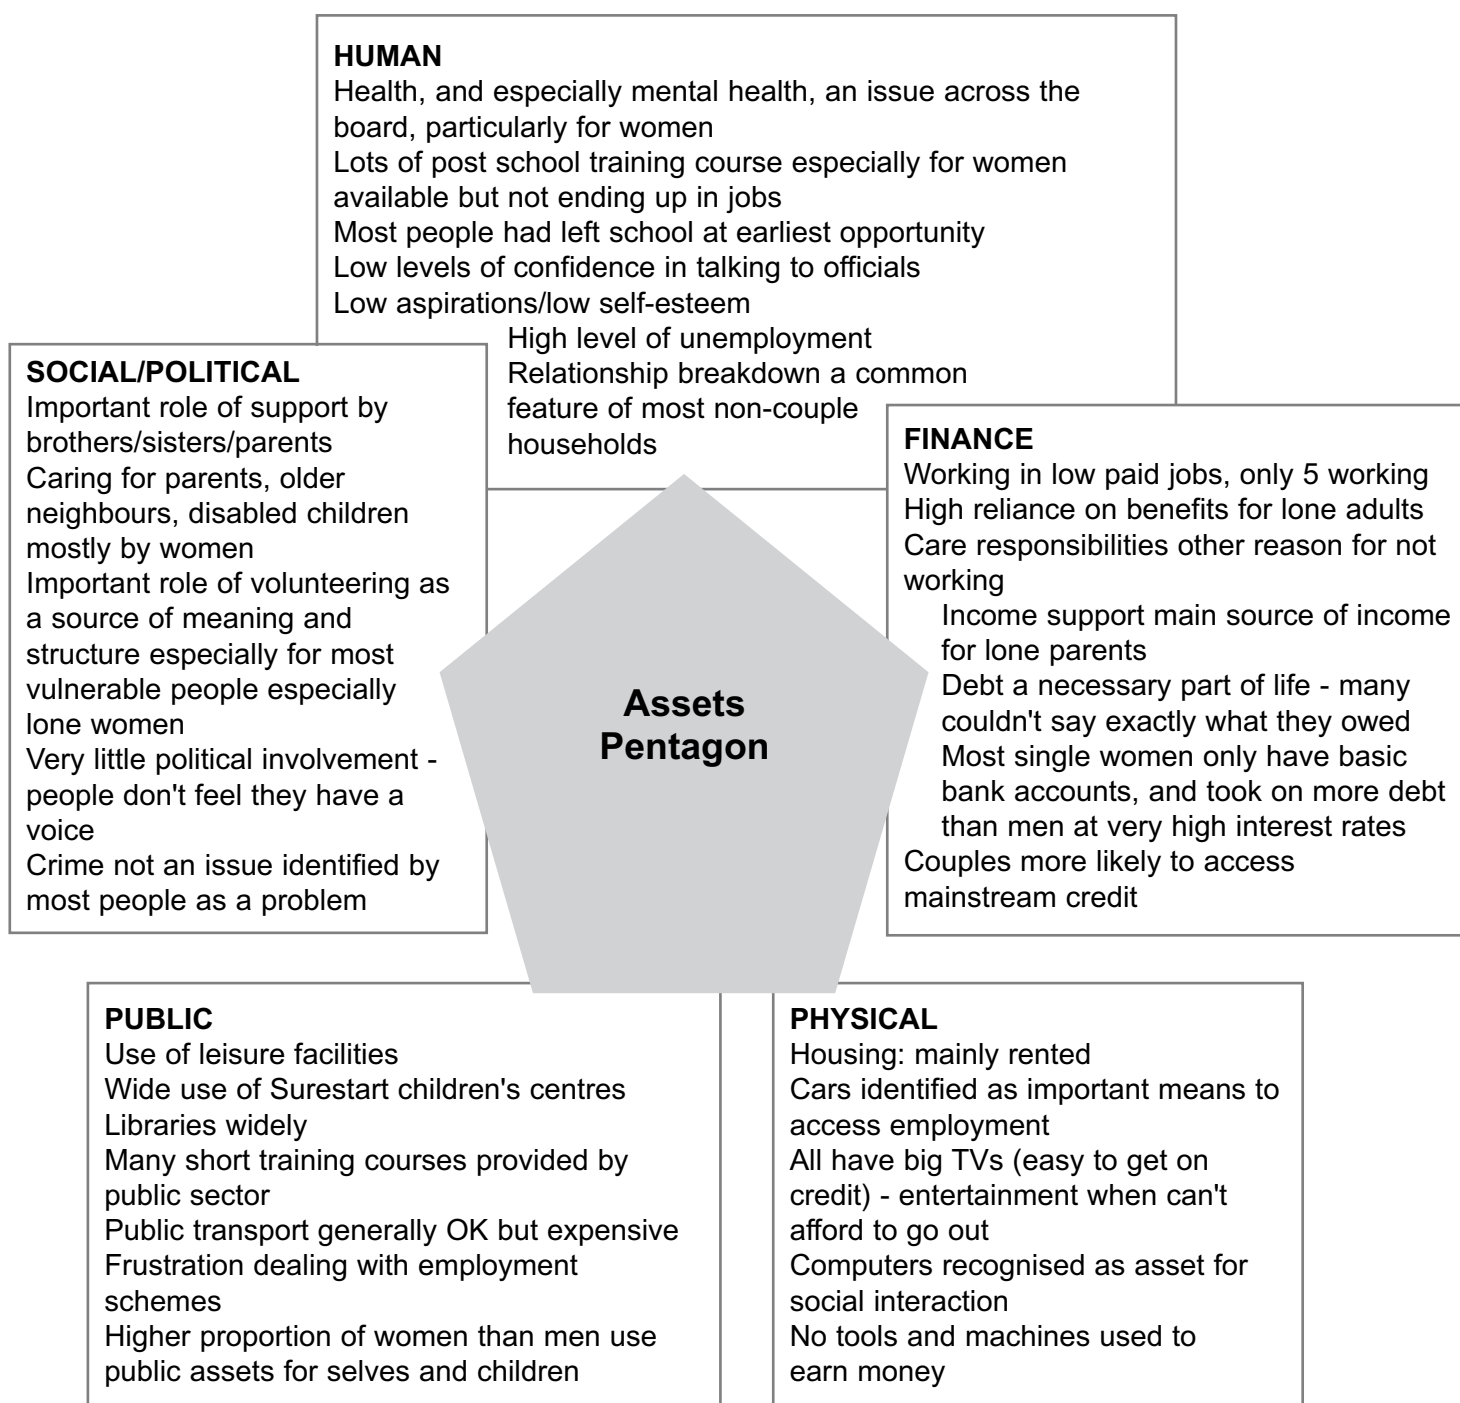 HUMAN
Health, and especially mental health, an issue across the
board, particularly for women
Lots of post school training course especially for women
available but not ending up in jobs
Most people had left school at earliest opportunity
Low levels of confidence in talking to officials
Low aspirations/low self-esteem
High level of unemployment
Relationship breakdown a common
feature of most non-couple
households
SOCIAL/POLITICAL
Important role of support by
brothers/sisters/parents
Caring for parents, older
neighbours, disabled children
mostly by women
Important role of volunteering as
a source of meaning and
structure especially for most
vulnerable people especially
lone women
Very little political involvement -
people don't feel they have a
voice
Crime not an issue identified by
most people as a problem
Assets
Pentagon
FINANCE
Working in low paid jobs, only 5 working
High reliance on benefits for lone adults
Care responsibilities other reason for not
working
Income support main source of income
for lone parents
Debt a necessary part of life - many
couldn't say exactly what they owed
Most single women only have basic
bank accounts, and took on more debt
than men at very high interest rates
Couples more likely to access
mainstream credit
PUBLIC
Use of leisure facilities
Wide use of Surestart children's centres
Libraries widely
Many short training courses provided by
public sector
Public transport generally OK but expensive
Frustration dealing with employment
schemes
Higher proportion of women than men use
public assets for selves and children
PHYSICAL
Housing: mainly rented
Cars identified as important means to
access employment
All have big TVs (easy to get on
credit) - entertainment when can't
afford to go out
Computers recognised as asset for
social interaction
No tools and machines used to
earn money